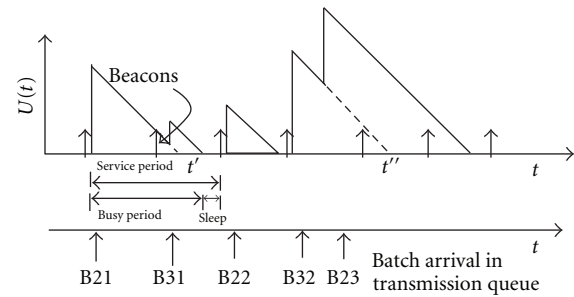 U(t)
Beacons
t′
t″
t
Service period
Busy period
Sleep
t
B21
B31
B22
B32
B23
Batch arrival in
transmission queue